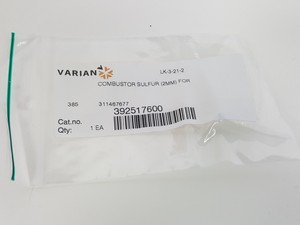 LK-3-21-2
VARIAN
COMBUSTOR SULFUR (2MM) FOR
385 311467677
Cat.no. 392517600
Qty: 1 EA